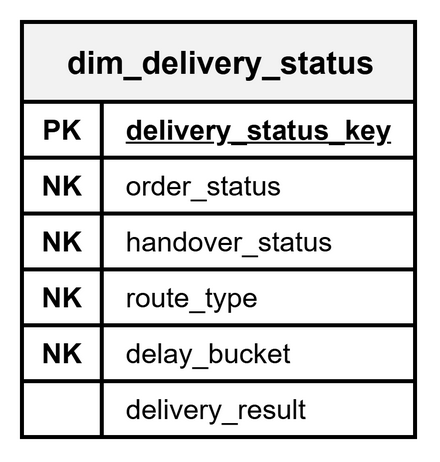 dim_delivery_status
PK delivery_status_key
NK order_status
NK handover_status
NK route_type
NK delay_bucket
delivery_result